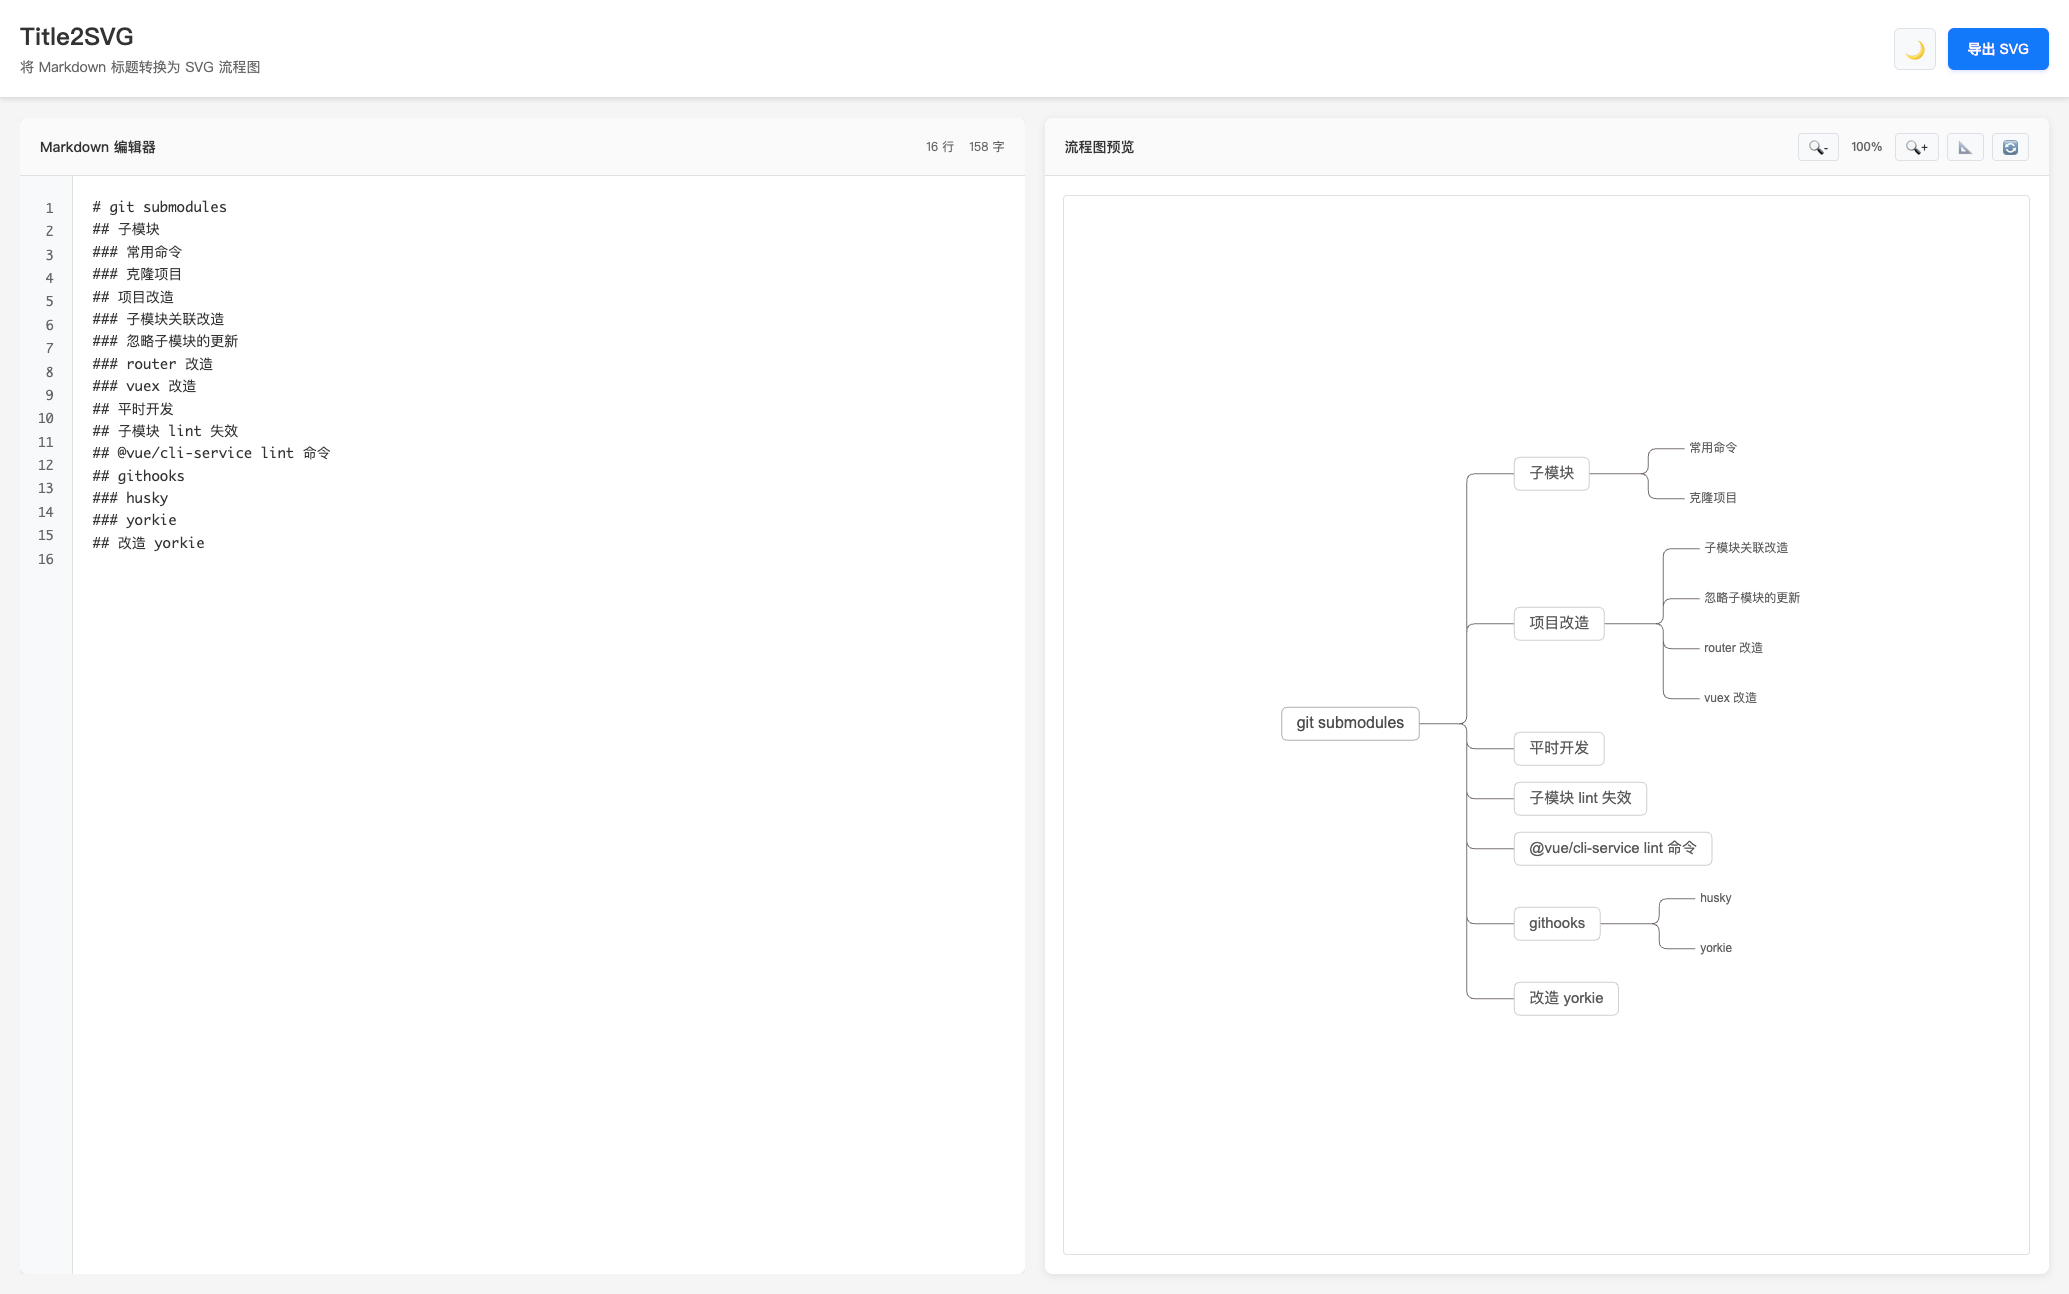 Title2SVG
将 Markdown 标题转换为 SVG 流程图
导出 SVG
Markdown 编辑器
16 行 158 字
1 # git submodules
2 ## 子模块
3 ### 常用命令
4 ### 克隆项目
5 ## 项目改造
6 ### 子模块关联改造
7 ### 忽略子模块的更新
8 ### router 改造
9 ### vuex 改造
10 ## 平时开发
11 ## 子模块 lint 失效
12 ## @vue/cli-service lint 命令
13 ## githooks
14 ### husky
15 ### yorkie
16 ## 改造 yorkie
流程图预览
- 100% +
常用命令
子模块
克隆项目
子模块关联改造
忽略子模块的更新
项目改造
router 改造
vuex 改造
git submodules
平时开发
子模块 lint 失效
@vue/cli-service lint 命令
husky
githooks
yorkie
改造 yorkie